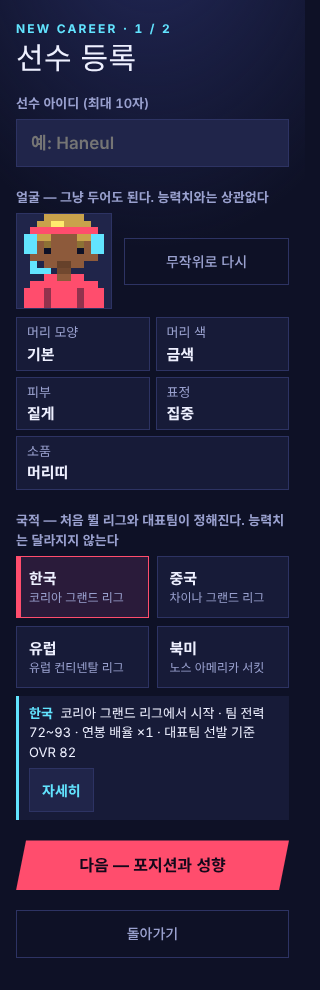 NEW CAREER · 1 / 2
선수 등록
선수 아이디 (최대 10자)
예: Haneul
얼굴 — 그냥 두어도 된다. 능력치와는 상관없다
무작위로 다시
머리 모양
기본
머리 색
금색
피부
짙게
표정
집중
소품
머리띠
국적 — 처음 뛸 리그와 대표팀이 정해진다. 능력치
는 달라지지 않는다
한국
코리아 그랜드 리그
중국
차이나 그랜드 리그
유럽
유럽 컨티넨탈 리그
북미
노스 아메리카 서킷
한국 코리아 그랜드 리그에서 시작 · 팀 전력
72~93 · 연봉 배율 ×1 · 대표팀 선발 기준
OVR 82
자세히
다음 — 포지션과 성향
돌아가기